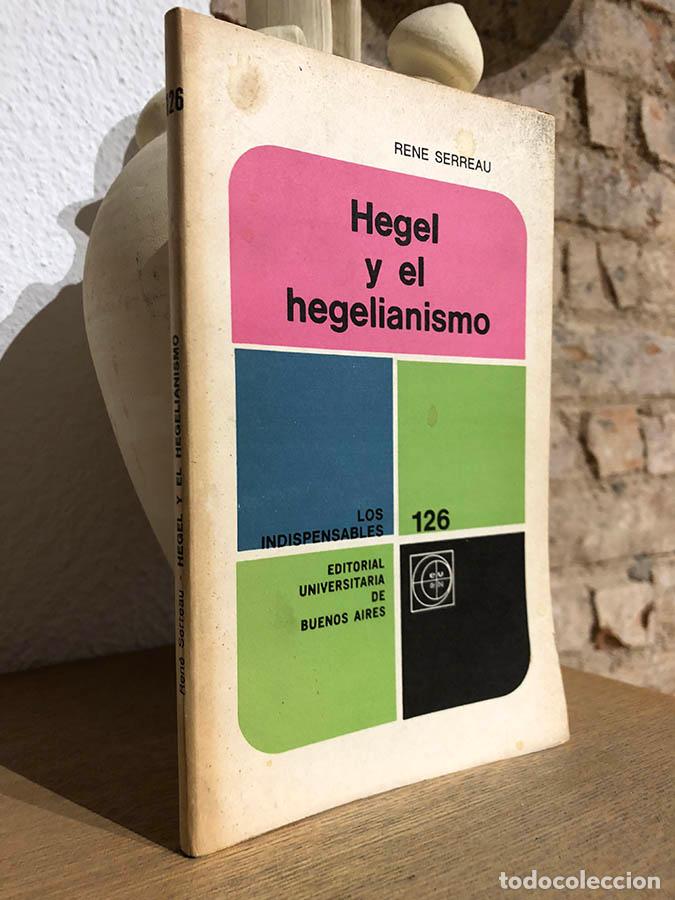 126
René Serreau - HEGEL Y EL HEGELIANISMO
RENE SERREAU
Hegel
y el
hegelianismo
LOS
INDISPENSABLES
126
EDITORIAL
UNIVERSITARIA
DE
BUENOS AIRES
eu
todocoleccion